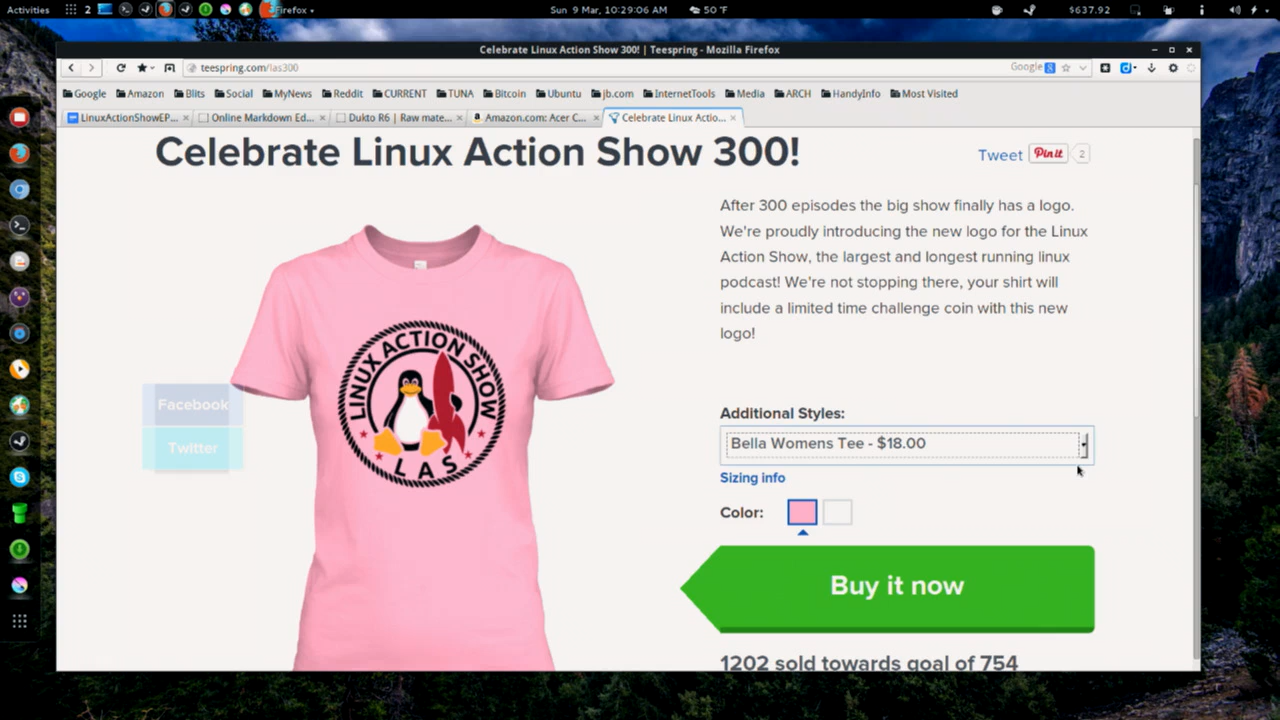 Activities
2
Firefox
Sun 9 Mar, 10:29:06 AM
50 °F
$637.92
Celebrate Linux Action Show 300! | Teespring - Mozilla Firefox
teespring.com/las300
Google
Google Amazon Blits Social MyNews Reddit CURRENT TUNA Bitcoin Ubuntu jb.com InternetTools Media ARCH HandyInfo Most Visited
LinuxActionShowEP...
Online Markdown Ed...
Dukto R6 | Raw mate...
Amazon.com: Acer C...
Celebrate Linux Actio...
Celebrate Linux Action Show 300!
Tweet
Pin it
2
After 300 episodes the big show finally has a logo.
We're proudly introducing the new logo for the Linux
Action Show, the largest and longest running linux
podcast! We're not stopping there, your shirt will
include a limited time challenge coin with this new
logo!
LINUX ACTION SHOW
LAS
Facebook
Twitter
Additional Styles:
Bella Womens Tee - $18.00
Sizing info
Color:
Buy it now
1202 sold towards goal of 754